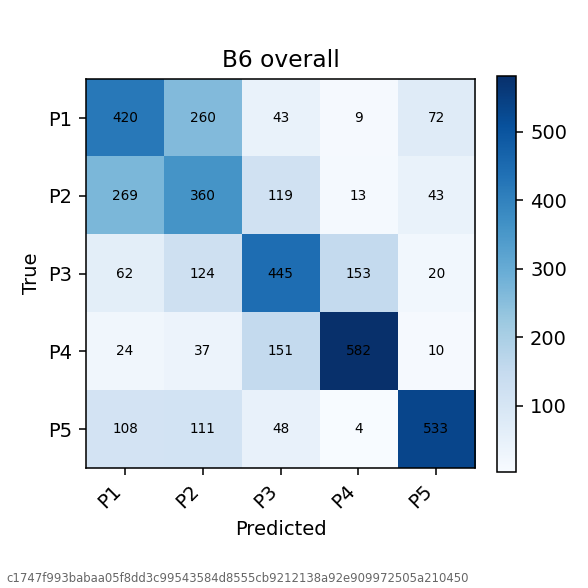 B6 overall
P1 420 260 43 9 72
P2 269 360 119 13 43
P3 62 124 445 153 20
P4 24 37 151 582 10
P5 108 111 48 4 533
P1 P2 P3 P4 P5
Predicted
True
500
400
300
200
100
c1747f993babaa05f8dd3c99543584d8555cb9212138a92e909972505a210450